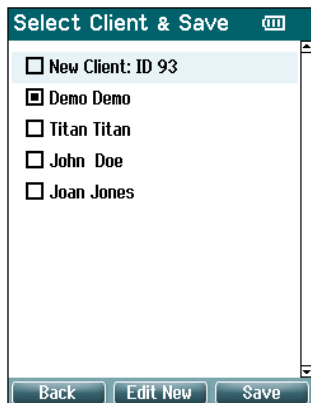 Select Client & Save
New Client: ID 93
Demo Demo
Titan Titan
John Doe
Joan Jones
Back Edit New Save